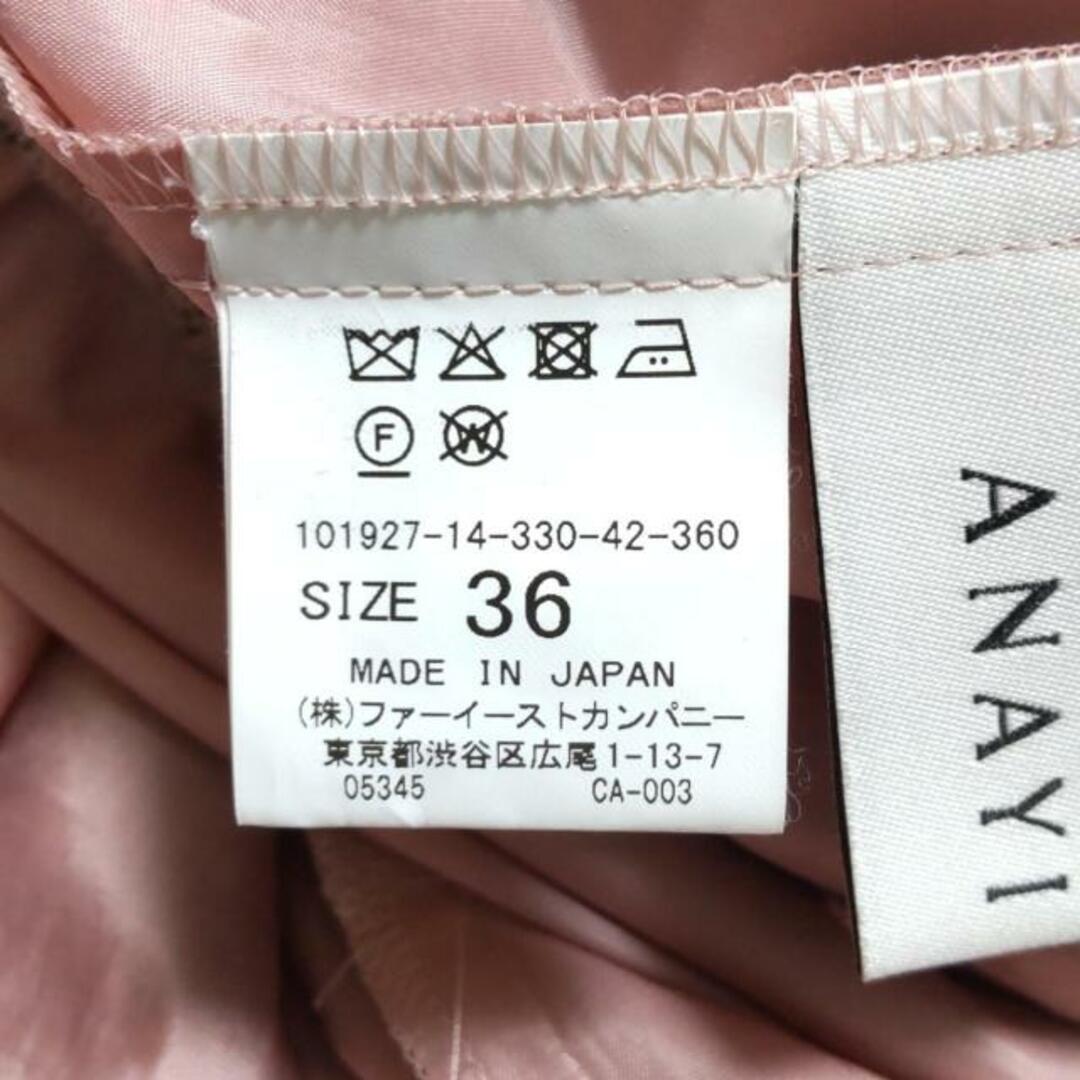 F
W
101927-14-330-42-360
SIZE 36
MADE IN JAPAN
(株)ファーイーストカンパニー
東京都渋谷区広尾1-13-7
05345 CA-003
ANAYI